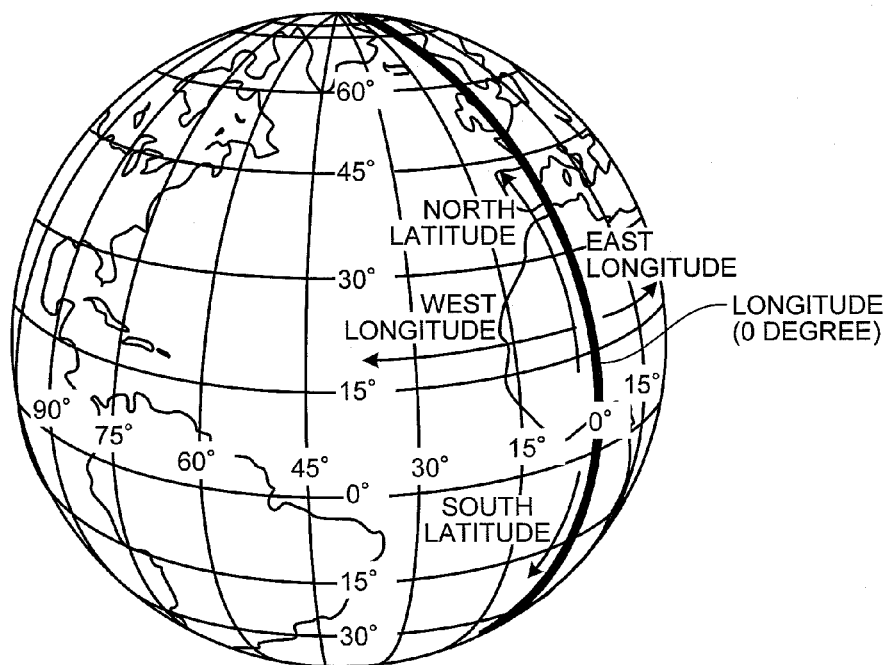 60°
45°
NORTH
LATITUDE
EAST
LONGITUDE
30°
WEST
LONGITUDE
LONGITUDE
(0 DEGREE)
15°
15°
90°
0°
75°
15°
60°
45°
30°
0°
SOUTH
LATITUDE
15°
30°